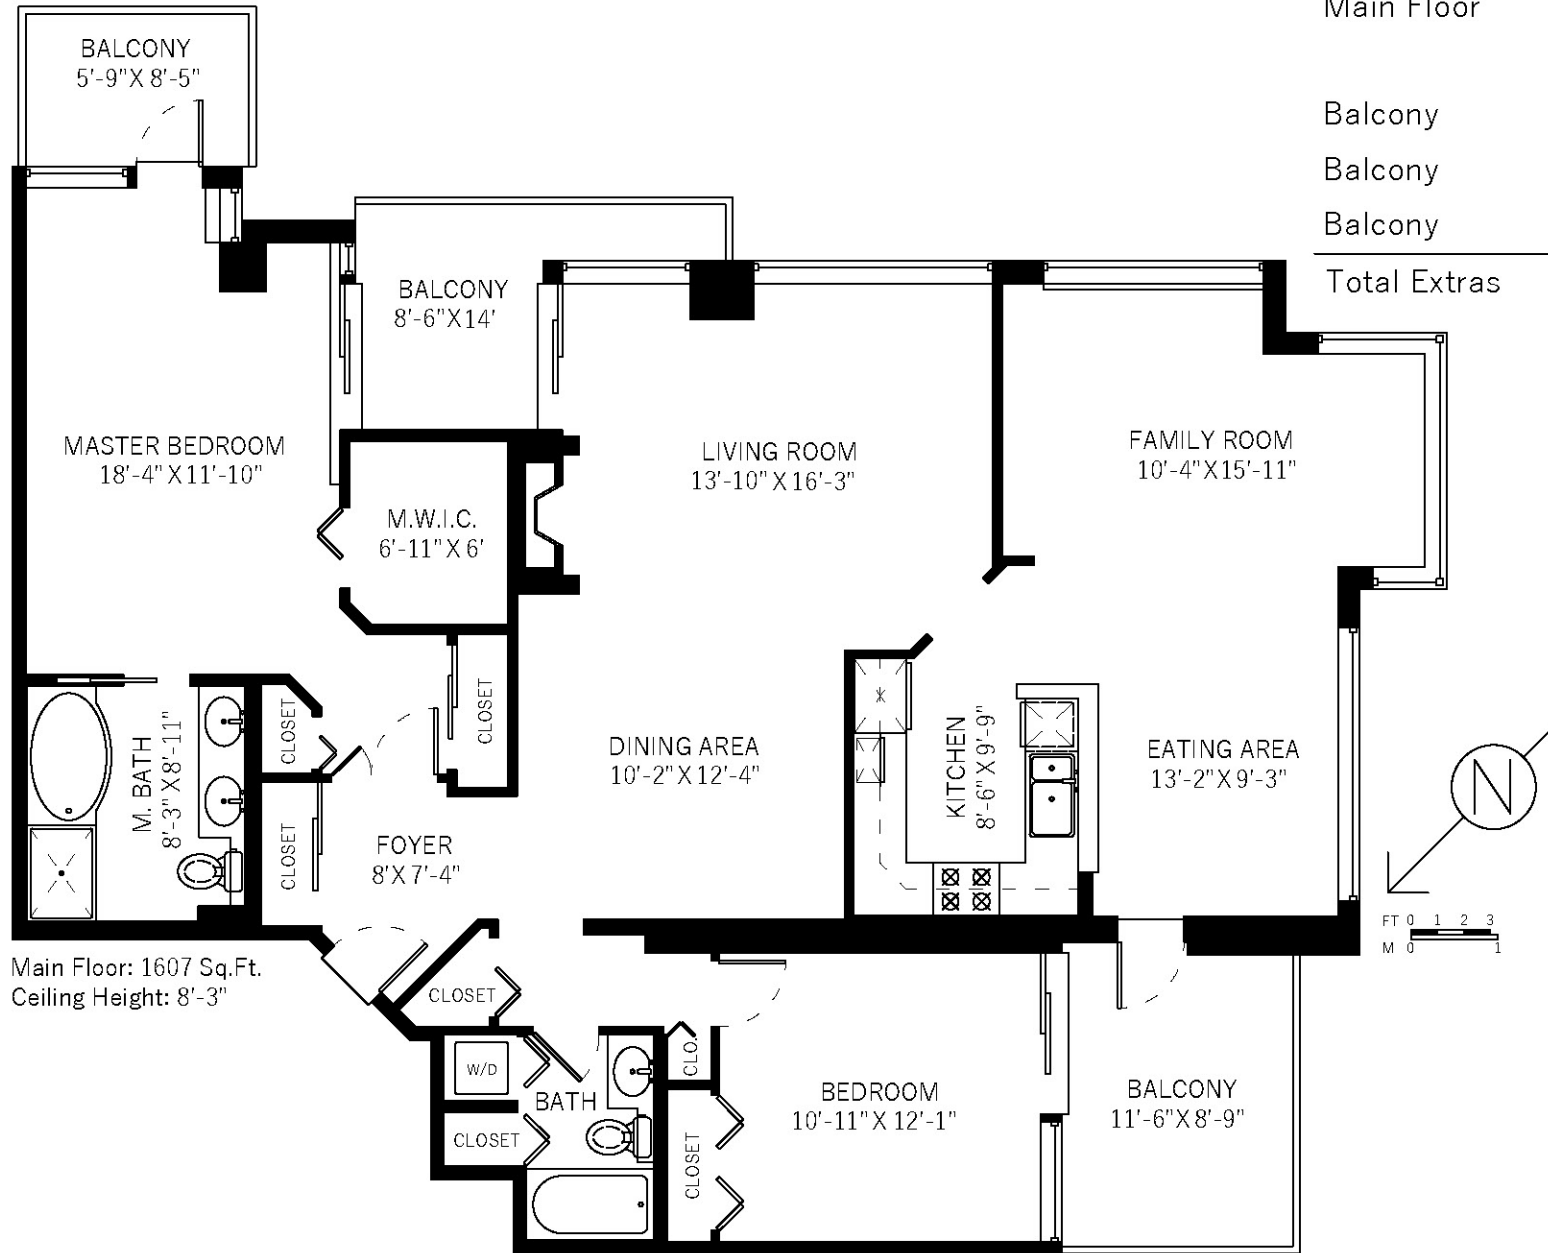 Main Floor
BALCONY
5'-9"X 8'-5"
Balcony
Balcony
Balcony
Total Extras
BALCONY
8'-6"X14'
MASTER BEDROOM
18'-4"X11'-10"
LIVING ROOM
13'-10"X16'-3"
FAMILY ROOM
10'-4"X15'-11"
M.W.I.C.
6'-11"X6'
CLOSET
CLOSET
M. BATH
8'-3"X8'-11"
DINING AREA
10'-2"X12'-4"
KITCHEN
8'-6"X9'-9"
EATING AREA
13'-2"X9'-3"
N
CLOSET
FOYER
8'X7'-4"
FT 0 1 2 3
M 0 1
Main Floor: 1607 Sq.Ft.
Ceiling Height: 8'-3"
CLOSET
W/D
CLO.
BATH
CLOSET
CLOSET
BEDROOM
10'-11"X12'-1"
BALCONY
11'-6"X8'-9"